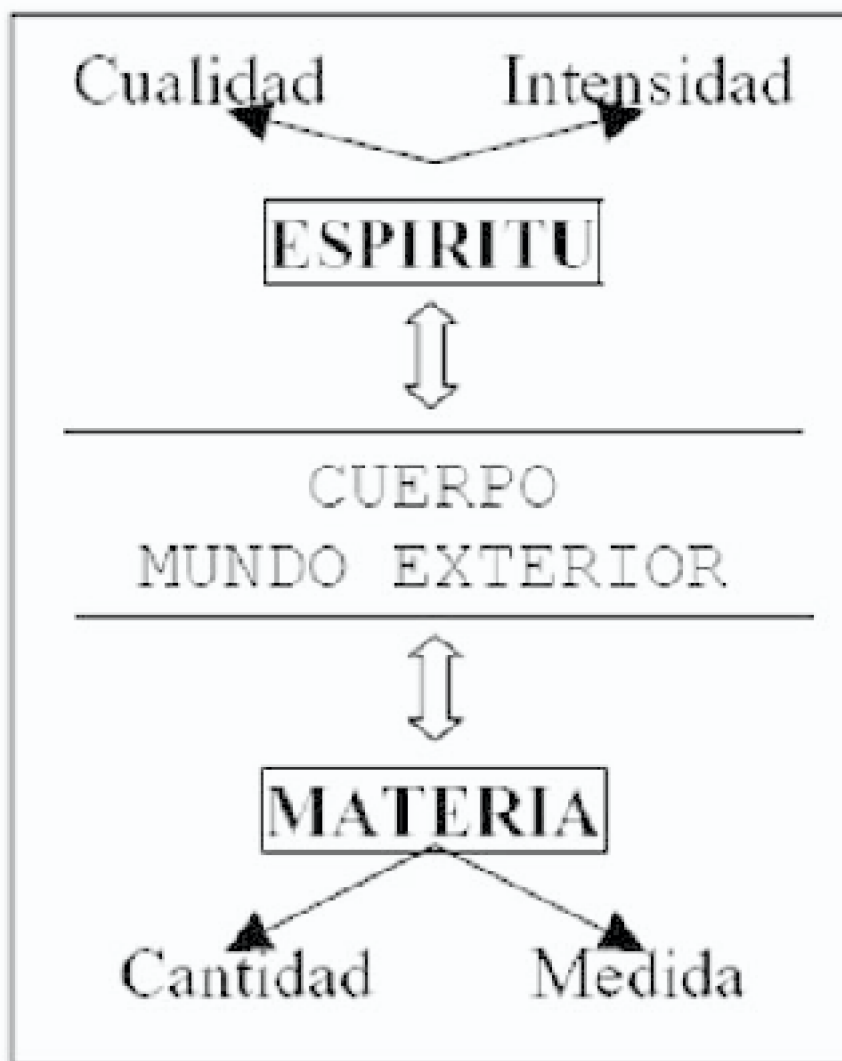 Cualidad Intensidad
ESPIRITU
CUERPO
MUNDO EXTERIOR
MATERIA
Cantidad Medida